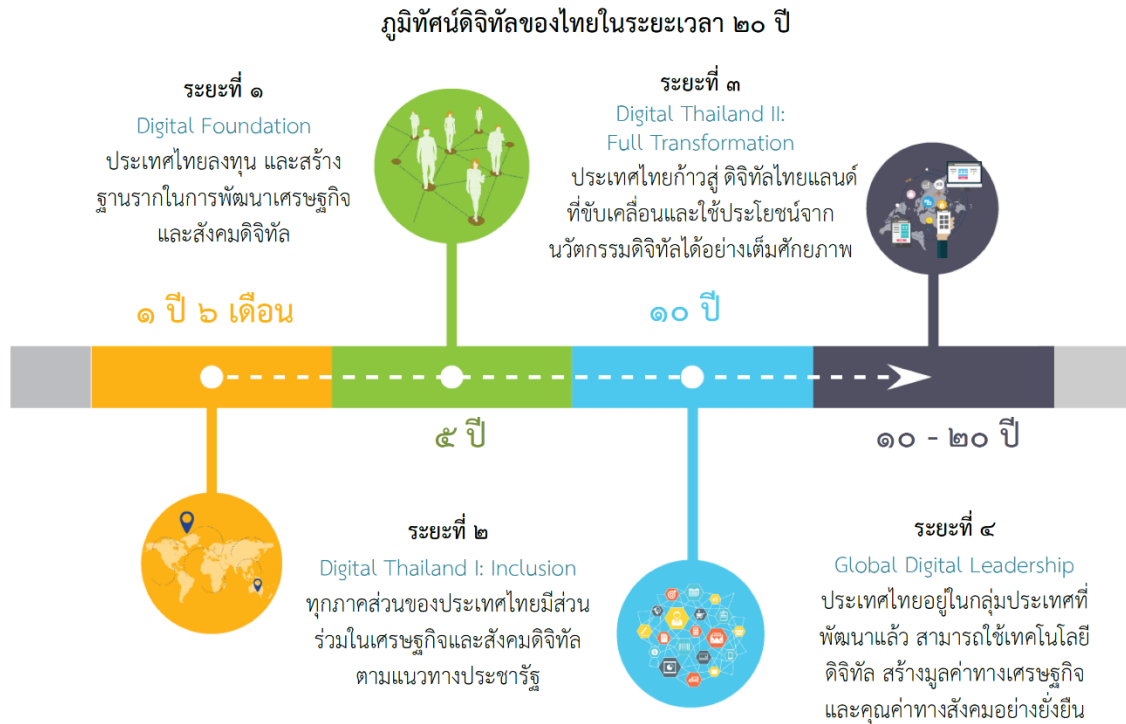 ภูมิทัศน์ดิจิทัลของไทยในระยะเวลา ๒๐ ปี
ระยะที่ ๑
Digital Foundation
ประเทศไทยลงทุน และสร้าง
ฐานรากในการพัฒนาเศรษฐกิจ
และสังคมดิจิทัล
๑ ปี ๖ เดือน
ระยะที่ ๒
Digital Thailand I: Inclusion
ทุกภาคส่วนของประเทศไทยมีส่วน
ร่วมในเศรษฐกิจและสังคมดิจิทัล
ตามแนวทางประชารัฐ
๕ ปี
ระยะที่ ๓
Digital Thailand II:
Full Transformation
ประเทศไทยก้าวสู่ ดิจิทัลไทยแลนด์
ที่ขับเคลื่อนและใช้ประโยชน์จาก
นวัตกรรมดิจิทัลได้อย่างเต็มศักยภาพ
๑๐ ปี
ระยะที่ ๔
Global Digital Leadership
ประเทศไทยอยู่ในกลุ่มประเทศที่
พัฒนาแล้ว สามารถใช้เทคโนโลยี
ดิจิทัล สร้างมูลค่าทางเศรษฐกิจ
และคุณค่าทางสังคมอย่างยั่งยืน
๑๐ - ๒๐ ปี